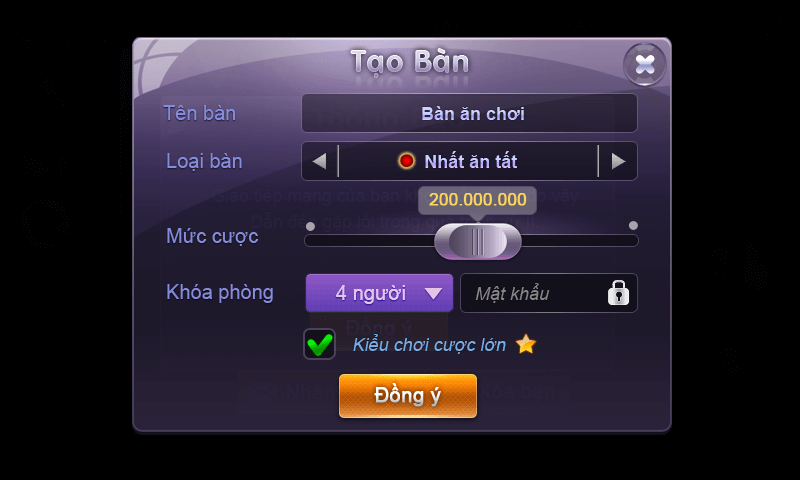 Tạo Bàn
Tên bàn
Bàn ăn chơi
Loại bàn
Nhất ăn tất
200.000.000
Mức cược
Khóa phòng
4 người
Mật khẩu
Kiểu chơi cược lớn
Đồng ý